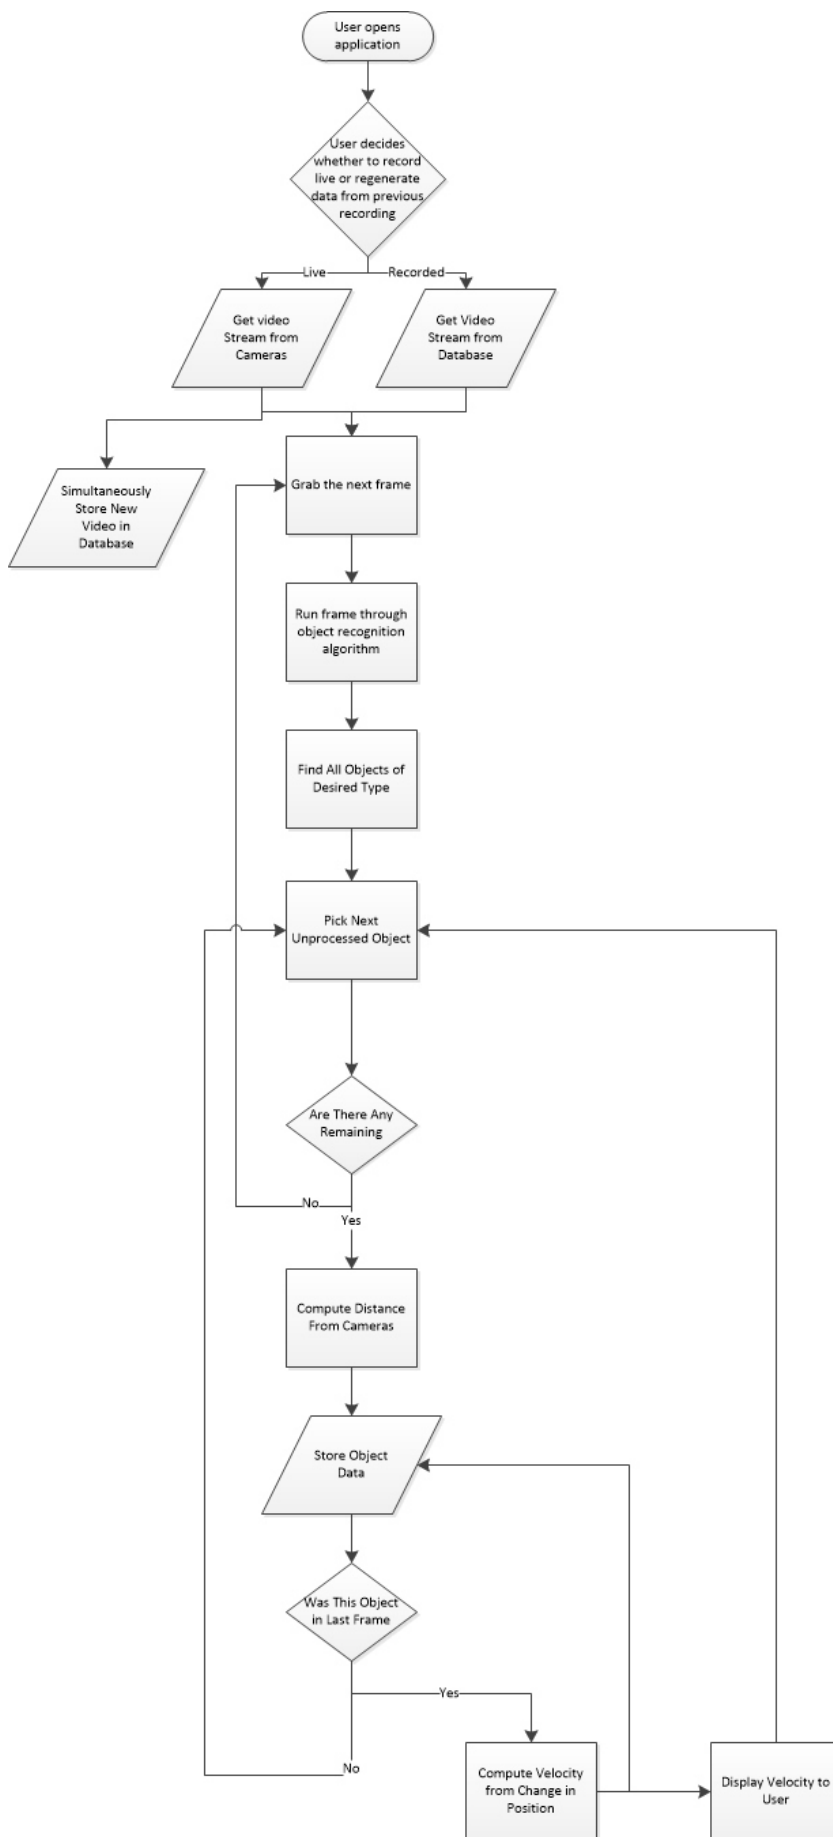 User opens
application
User decides
whether to record
live or regenerate
data from previous
recording
Live
Recorded
Get video
Stream from
Cameras
Get Video
Stream from
Database
Simultaneously
Store New
Video in
Database
Grab the next frame
Run frame through
object recognition
algorithm
Find All Objects of
Desired Type
Pick Next
Unprocessed Object
Are There Any
Remaining
No
Yes
Compute Distance
From Cameras
Store Object
Data
Was This Object
in Last Frame
Yes
No
Compute Velocity
from Change in
Position
Display Velocity to
User